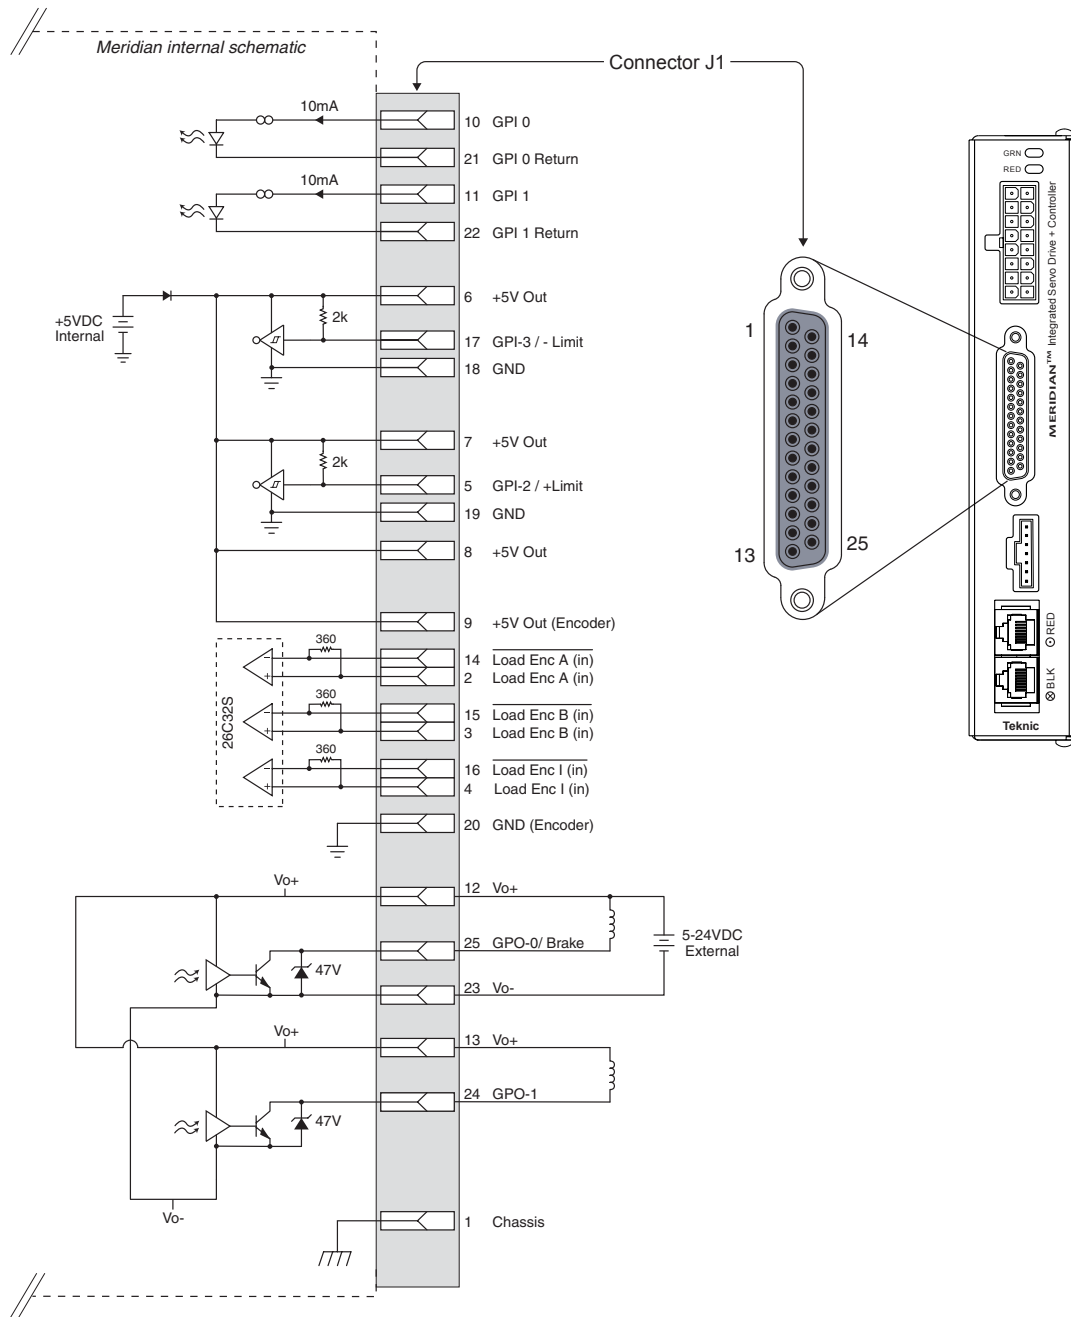 Meridian internal schematic
Connector J1
10mA
10 GPI 0
21 GPI 0 Return
10mA
11 GPI 1
22 GPI 1 Return
+5VDC
Internal
6 +5V Out
2k
17 GPI-3 / - Limit
18 GND
7 +5V Out
2k
5 GPI-2 / +Limit
19 GND
8 +5V Out
9 +5V Out (Encoder)
26C32S
360
14 Load Enc A (in)
2 Load Enc A (in)
360
15 Load Enc B (in)
3 Load Enc B (in)
360
16 Load Enc I (in)
4 Load Enc I (in)
20 GND (Encoder)
Vo+
12 Vo+
25 GPO-0/ Brake
47V
23 Vo-
5-24VDC
External
Vo+
13 Vo+
24 GPO-1
47V
Vo-
1 Chassis
1
14
13
25
GRN
RED
MERIDIAN™ Integrated Servo Drive + Controller
RED
BLK
Teknic